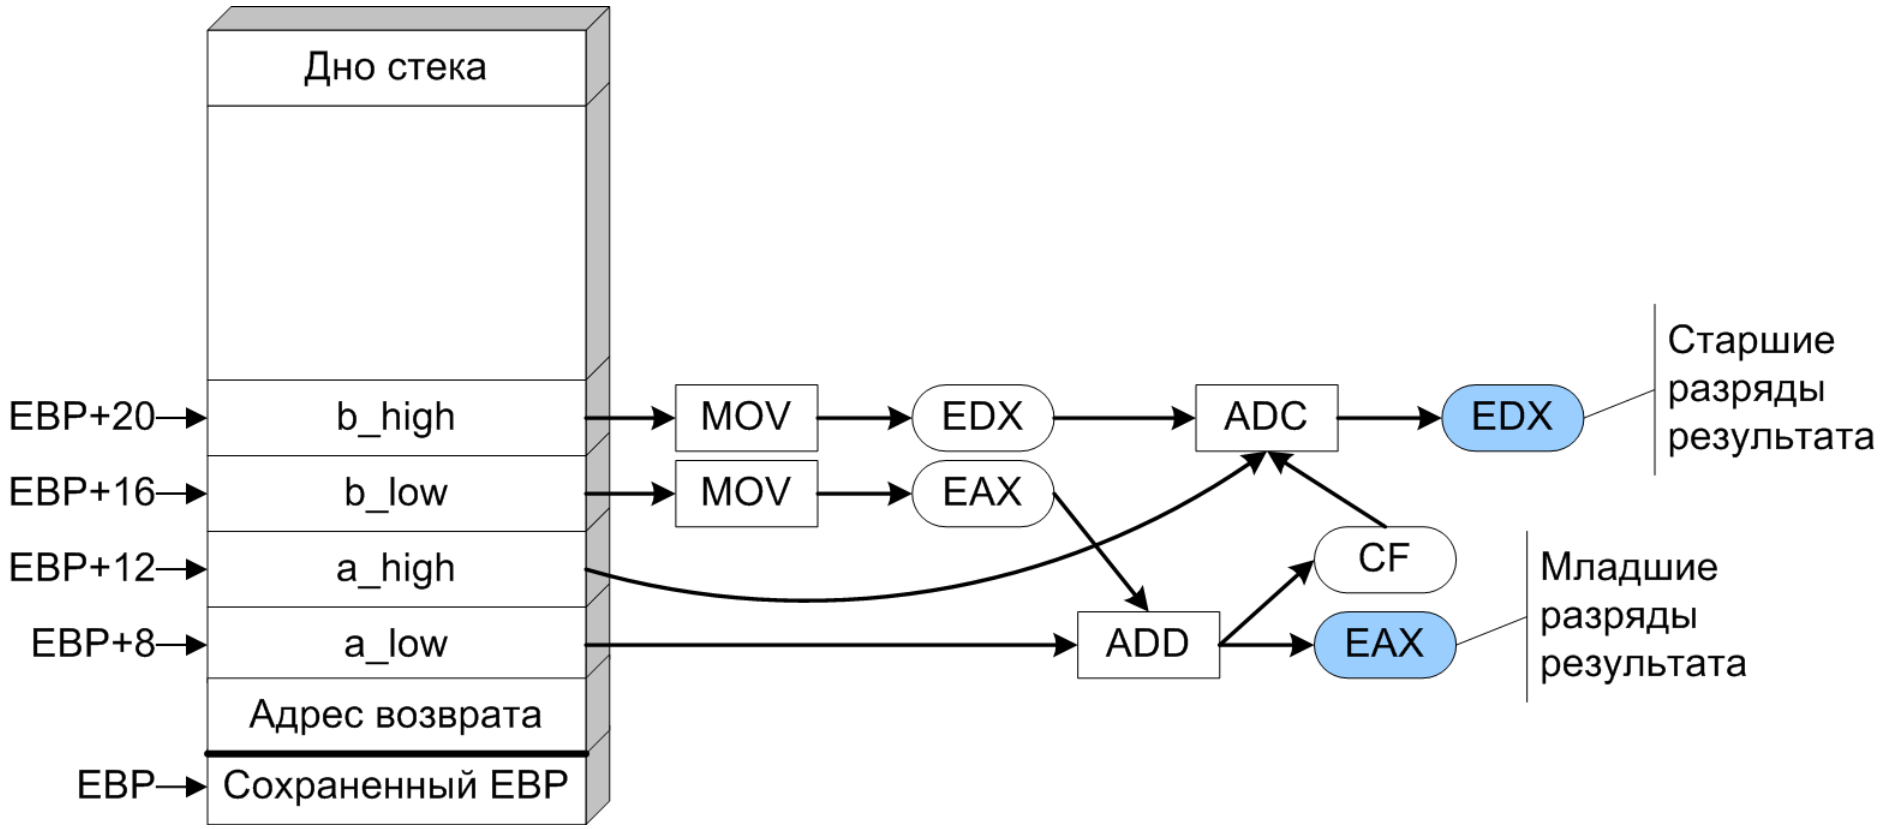 Дно стека
EBP+20
b_high
MOV
EDX
ADC
EDX
Старшие
разряды
результата
EBP+16
b_low
MOV
EAX
EBP+12
a_high
CF
Младшие
разряды
результата
EBP+8
a_low
ADD
EAX
Адрес возврата
EBP
Сохраненный EBP